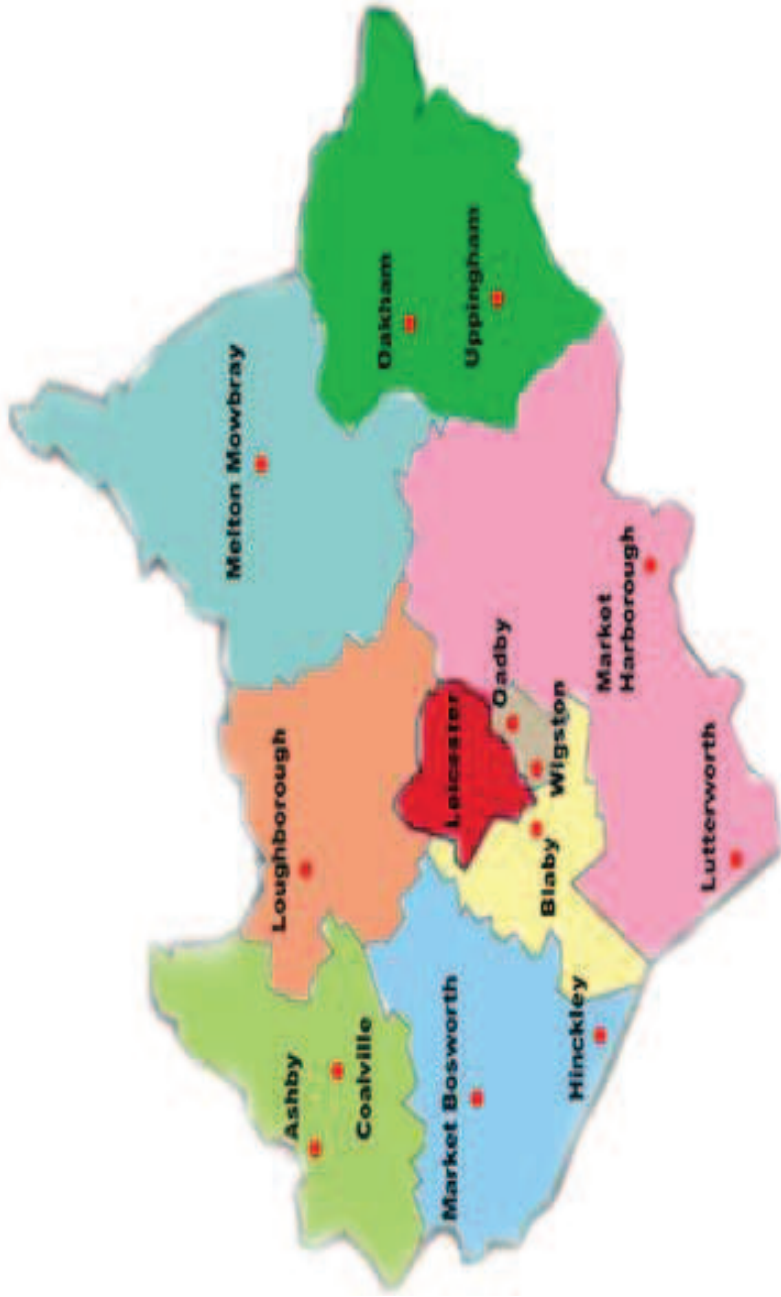 Melton Mowbray
Loughborough
Ashby
Coalville
Oakham
Market Bosworth
Leicester
Uppingham
Oadby
Blaby
Wigston
Hinckley
Market
Harborough
Lutterworth